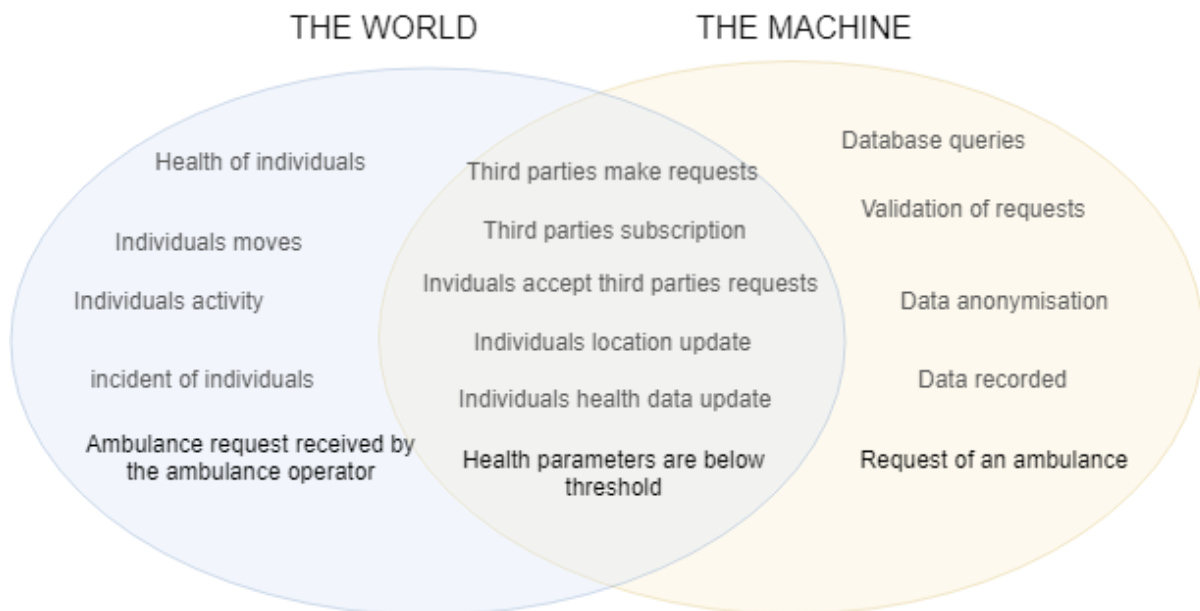 THE WORLD
THE MACHINE
Health of individuals
Individuals moves
Individuals activity
incident of individuals
Ambulance request received by
the ambulance operator
Third parties make requests
Third parties subscription
Inviduals accept third parties requests
Individuals location update
Individuals health data update
Health parameters are below
threshold
Database queries
Validation of requests
Data anonymisation
Data recorded
Request of an ambulance